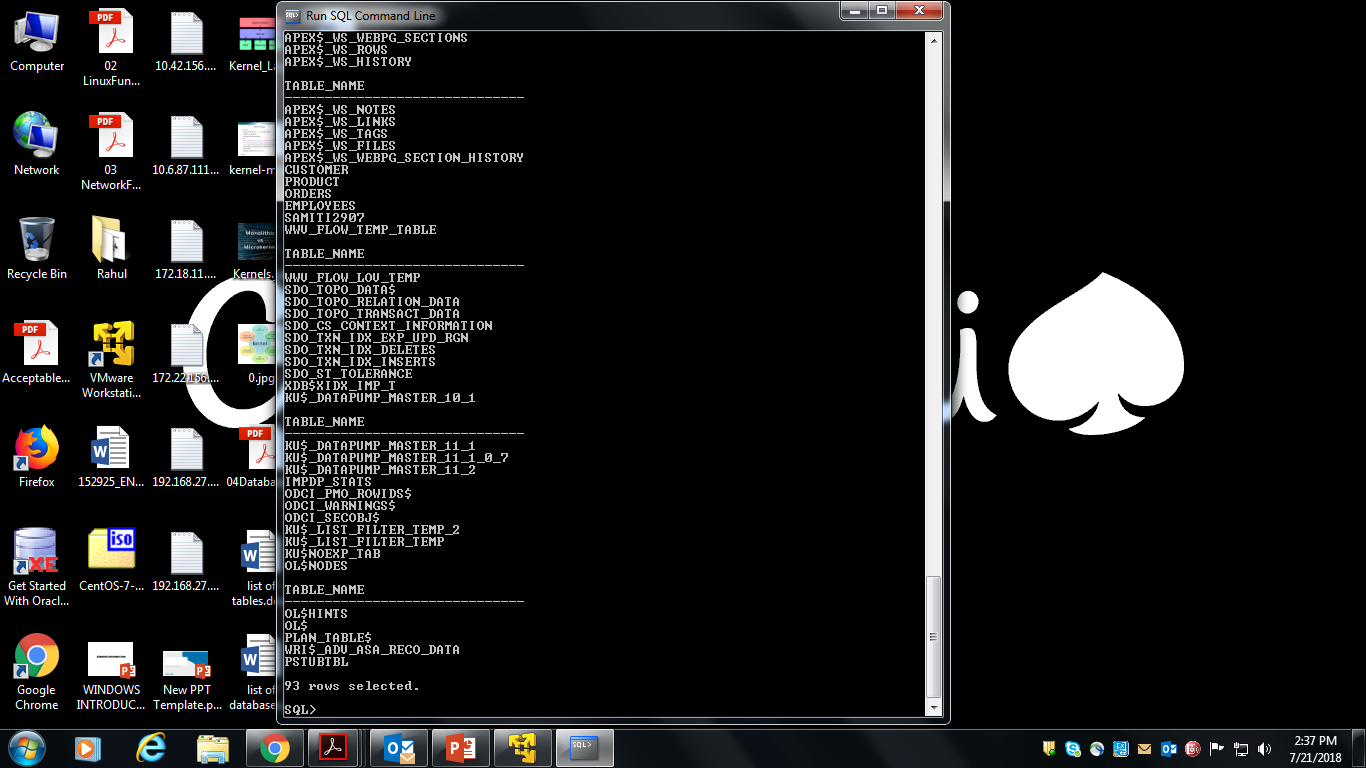 Run SQL Command Line
APEX$_WS_WEBPG_SECTIONS
APEX$_WS_ROWS
APEX$_WS_HISTORY
TABLE_NAME
------------------------------
APEX$_WS_NOTES
APEX$_WS_LINKS
APEX$_WS_TAGS
APEX$_WS_FILES
APEX$_WS_WEBPG_SECTION_HISTORY
CUSTOMER
PRODUCT
ORDERS
EMPLOYEES
SAMITI2907
WWV_FLOW_TEMP_TABLE
TABLE_NAME
------------------------------
WWV_FLOW_LOV_TEMP
SDO_TOPO_DATA$
SDO_TOPO_RELATION_DATA
SDO_TOPO_TRANSACT_DATA
SDO_CS_CONTEXT_INFORMATION
SDO_TXN_IDX_EXP_UPD_RGN
SDO_TXN_IDX_DELETES
SDO_TXN_IDX_INSERTS
SDO_ST_TOLERANCE
XDB$XIDX_IMP_T
KU$_DATAPUMP_MASTER_10_1
TABLE_NAME
------------------------------
KU$_DATAPUMP_MASTER_11_1
KU$_DATAPUMP_MASTER_11_1_0_7
KU$_DATAPUMP_MASTER_11_2
IMPDP_STATS
ODCI_PMO_ROWIDS$
ODCI_WARNINGS$
ODCI_SECOBJ$
KU$_LIST_FILTER_TEMP_2
KU$_LIST_FILTER_TEMP
KU$NOEXP_TAB
OL$NODES
TABLE_NAME
------------------------------
OL$HINTS
OL$
PLAN_TABLE$
WRI$_ADV_ASA_RECO_DATA
PSTUBTBL
93 rows selected.
SQL>
Computer
02
LinuxFun...
10.42.156....
Kernel_La
Network
03
NetworkF...
10.6.87.111...
kernel-m
Recycle Bin
Rahul
172.18.11....
Monolithic
vs
Microkerne
Kernels.
Acceptable...
VMware
Workstati...
172.22.156....
0.jpg
Firefox
152925_EN...
192.168.27....
04Databa
Get Started
With Oracl...
CentOS-7-...
192.168.27....
list of
tables.d
Google
Chrome
WINDOWS
INTRODUC...
New PPT
Template.p...
list of
database
2:37 PM
7/21/2018